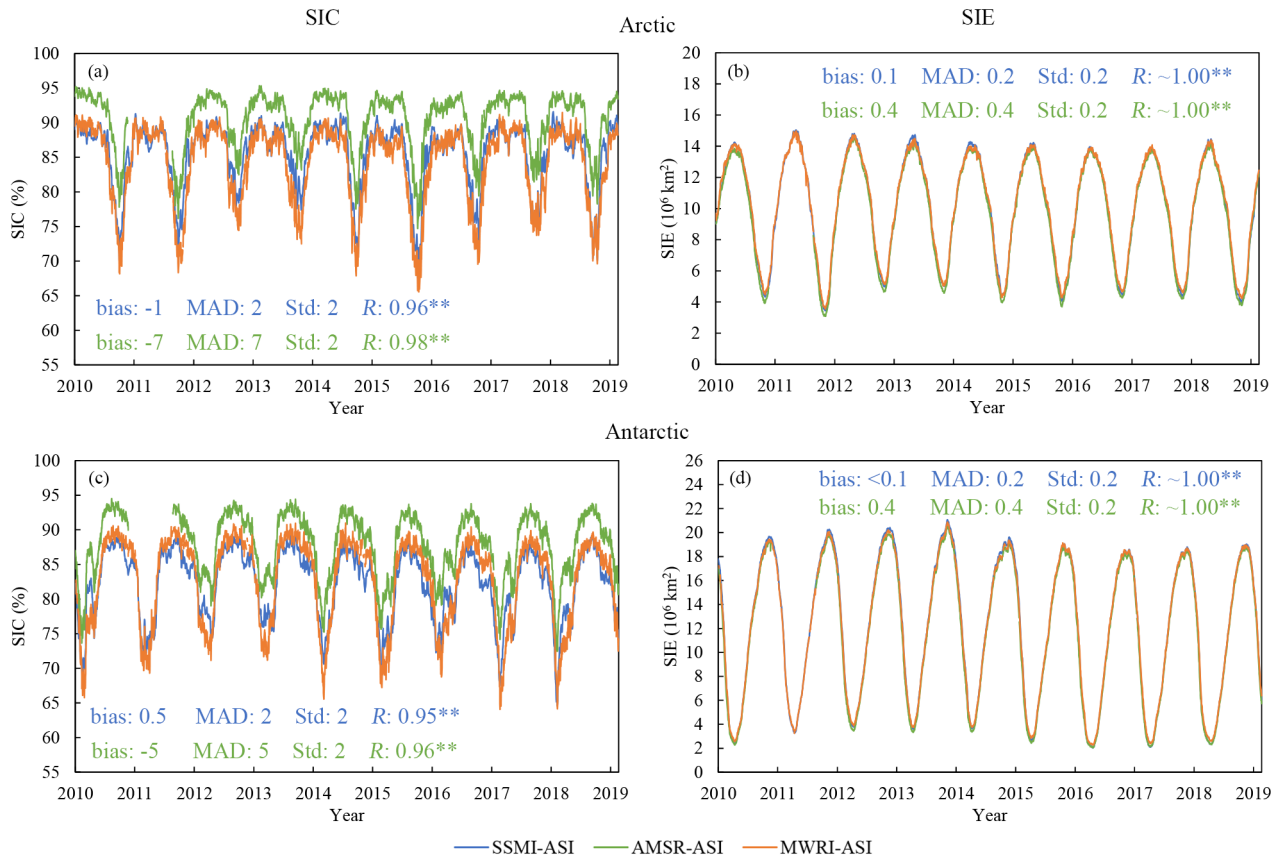 SIC
SIE
Arctic
(a)
100
95
90
85
80
75
70
65
60
55
SIC (%)
bias: -1 MAD: 2 Std: 2 R: 0.96**
bias: -7 MAD: 7 Std: 2 R: 0.98**
2010 2011 2012 2013 2014 2015 2016 2017 2018 2019
Year
(b)
bias: 0.1 MAD: 0.2 Std: 0.2 R: ~1.00**
bias: 0.4 MAD: 0.4 Std: 0.2 R: ~1.00**
20
18
16
14
12
10
8
6
4
2
0
SIE (10⁶ km²)
2010 2011 2012 2013 2014 2015 2016 2017 2018 2019
Year
Antarctic
(c)
100
95
90
85
80
75
70
65
60
55
SIC (%)
bias: 0.5 MAD: 2 Std: 2 R: 0.95**
bias: -5 MAD: 5 Std: 2 R: 0.96**
2010 2011 2012 2013 2014 2015 2016 2017 2018 2019
Year
(d)
bias: <0.1 MAD: 0.2 Std: 0.2 R: ~1.00**
bias: 0.4 MAD: 0.4 Std: 0.2 R: ~1.00**
26
24
22
20
18
16
14
12
10
8
6
4
2
0
SIE (10⁶ km²)
2010 2011 2012 2013 2014 2015 2016 2017 2018 2019
Year
SSMI-ASI AMSR-ASI MWRI-ASI